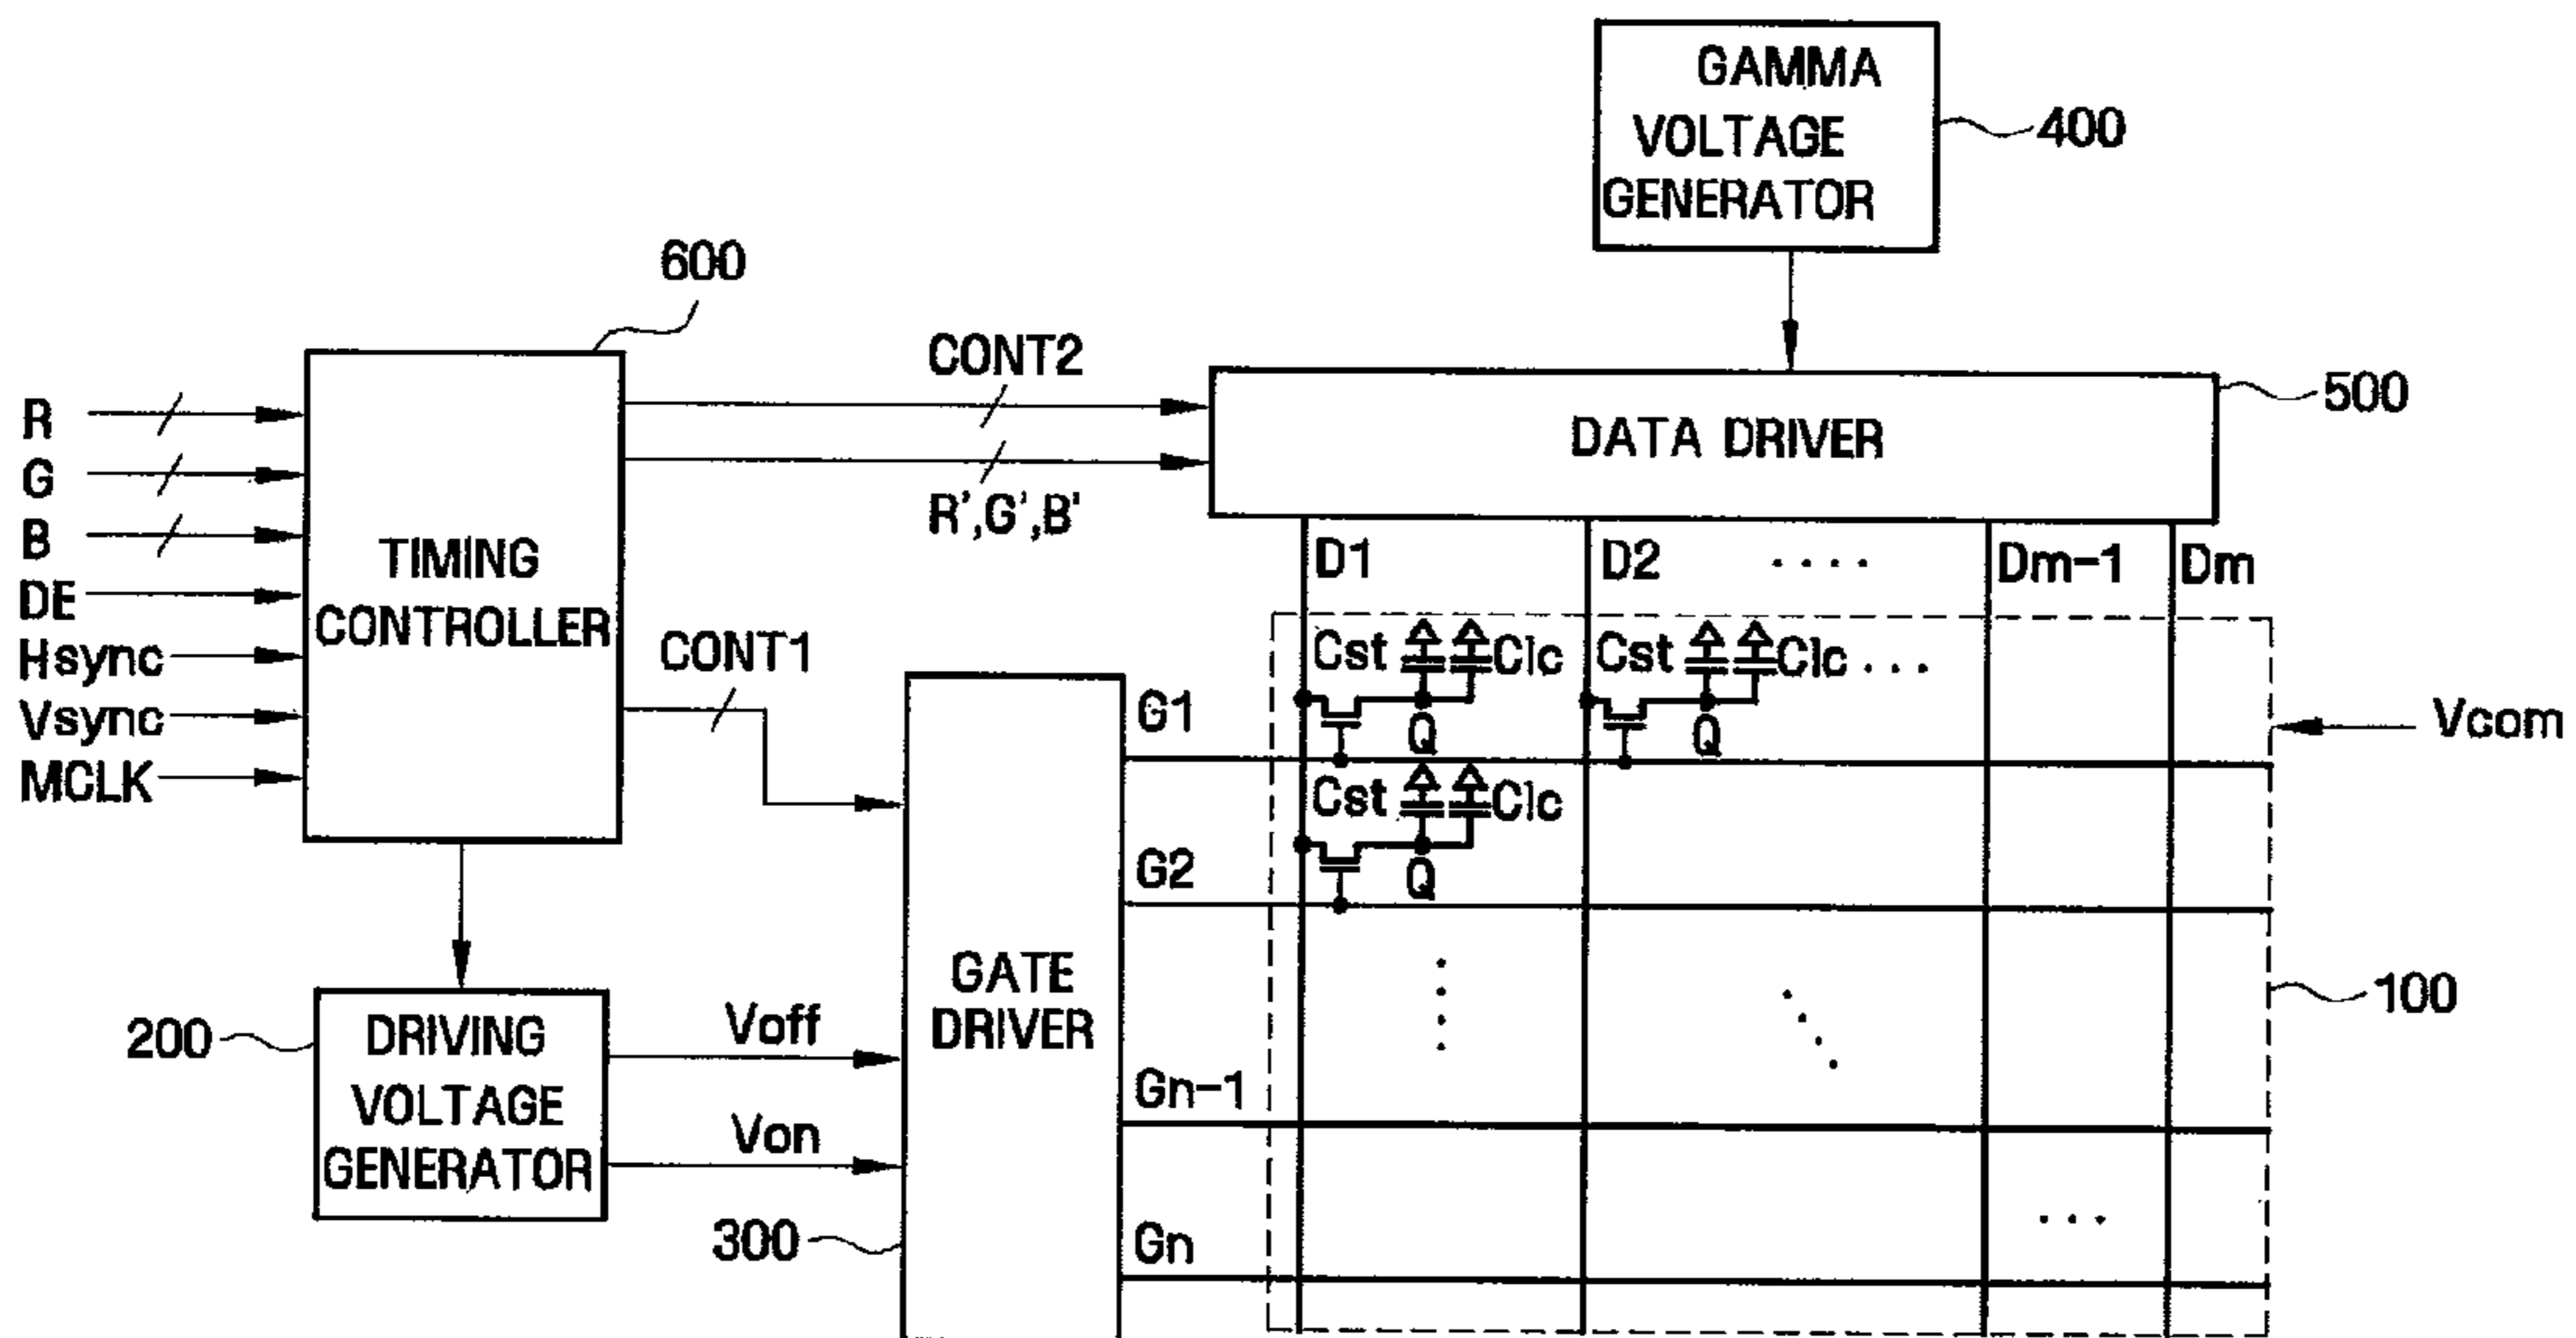 GAMMA
VOLTAGE
GENERATOR
400
600
CONT2
R
G
B
DE
Hsync
Vsync
MCLK
TIMING
CONTROLLER
R',G',B'
DATA DRIVER
500
D1
D2
....
Dm-1
Dm
CONT1
Cst
Clc
Cst
Clc
...
G1
Q
Q
Vcom
Cst
Clc
G2
Q
GATE
DRIVER
100
200
DRIVING
VOLTAGE
GENERATOR
Voff
Von
Gn-1
300
Gn
...